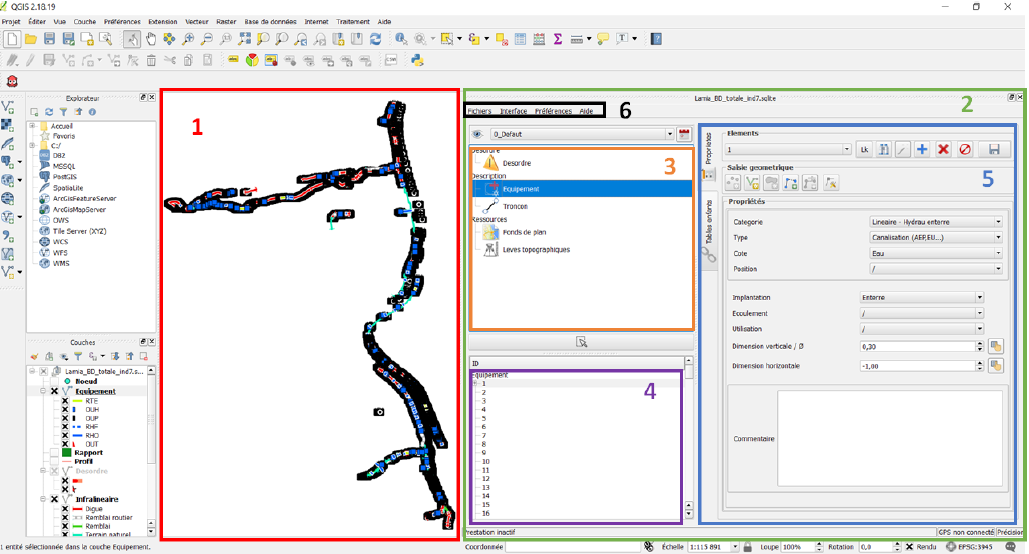 QGIS 2.18.19
Projet Éditer Vue Couche Préférences Extension Vecteur Raster Base de données Internet Traitement Aide
Explorateur
Accueil
Favoris
C:/
DB2
MSSQL
PostGIS
SpatiaLite
ArcGisFeatureServer
ArcGisMapServer
OWS
Tile Server (XYZ)
WCS
WFS
WMS
Couches
Lamia_BD_totale_ind7.s...
Noeud
Equipement
RTE
OUH
OUP
RHE
RHO
OUT
Rapport
Profil
Desordre
Infralineaire
Digue
Remblai routier
Remblai
Terrain naturel
1
Lamia_BD_totale_ind7.sqlite
2
Fichiers Interface Préférences Aide
6
0_Defaut
Desordre
3
Desordre
Description
Equipement
Troncon
Ressources
Fonds de plan
Leves topographiques
ID
Equipement
4
1
2
3
4
5
6
7
8
9
10
11
12
13
14
15
16
Proprietes
Tables enfants
Elements
1
Lk
Saisie geometrique
5
Propriétés
Categorie Lineaire - Hydrau enterre
Type Canalisation (AEP,EU...)
Cote Eau
Position /
Implantation Enterre
Ecoulement /
Utilisation /
Dimension verticale / Ø 0,30
Dimension horizontale -1,00
Commentaire
Prestation inactif
GPS non connecté Précision
1 entité sélectionnée dans la couche Equipement.
Coordonnée Échelle 1:115 891 Loupe 100% Rotation 0,0 Rendu EPSG:3945